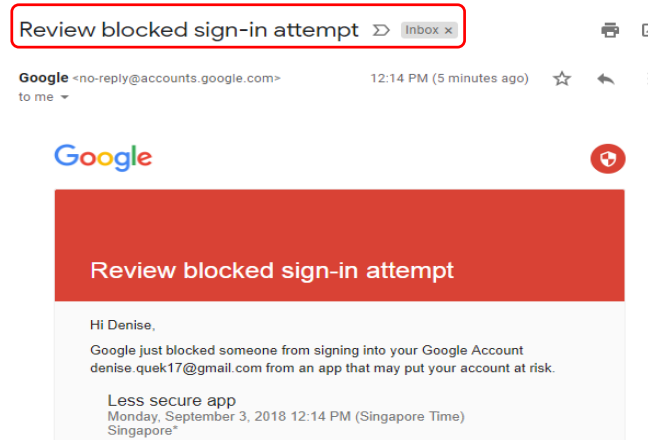 Review blocked sign-in attempt Inbox x
Google <no-reply@accounts.google.com> 12:14 PM (5 minutes ago)
to me
Google
Review blocked sign-in attempt
Hi Denise,
Google just blocked someone from signing into your Google Account
denise.quek17@gmail.com from an app that may put your account at risk.
Less secure app
Monday, September 3, 2018 12:14 PM (Singapore Time)
Singapore*